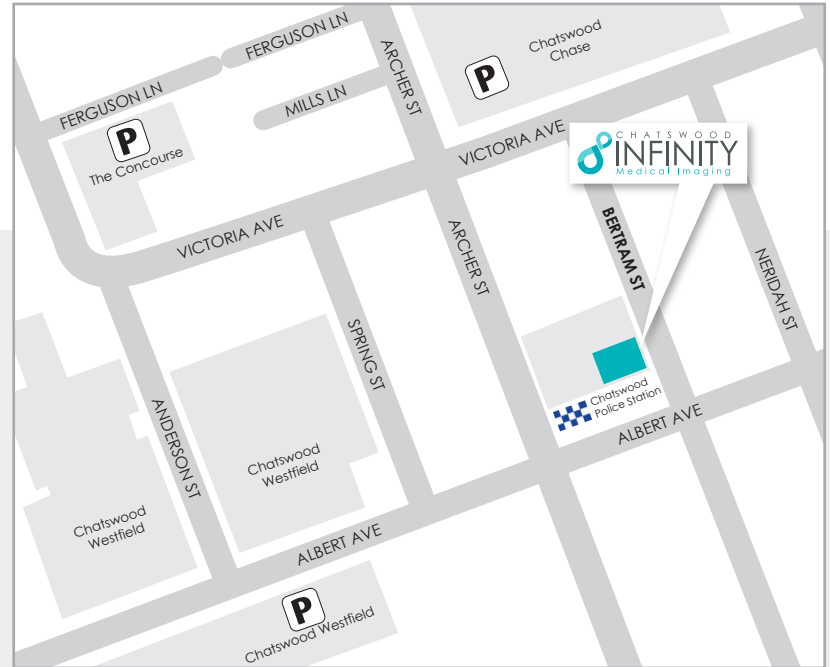 FERGUSON LN
FERGUSON LN
MILLS LN
ARCHER ST
P
Chatswood
Chase
P
The Concourse
VICTORIA AVE
CHATSWOOD
INFINITY
Medical Imaging
VICTORIA AVE
BERTRAM ST
ARCHER ST
NERIDAH ST
SPRING ST
ANDERSON ST
Chatswood
Police Station
ALBERT AVE
Chatswood
Westfield
Chatswood
Westfield
ALBERT AVE
P
Chatswood Westfield